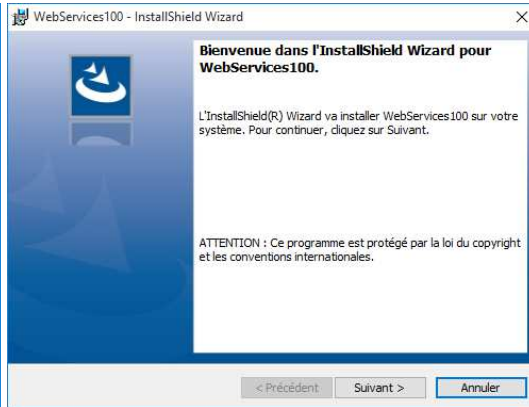 WebServices100 - InstallShield Wizard
Bienvenue dans l'InstallShield Wizard pour
WebServices100.
L'InstallShield(R) Wizard va installer WebServices100 sur votre
système. Pour continuer, cliquez sur Suivant.
ATTENTION : Ce programme est protégé par la loi du copyright
et les conventions internationales.
< Précédent
Suivant >
Annuler